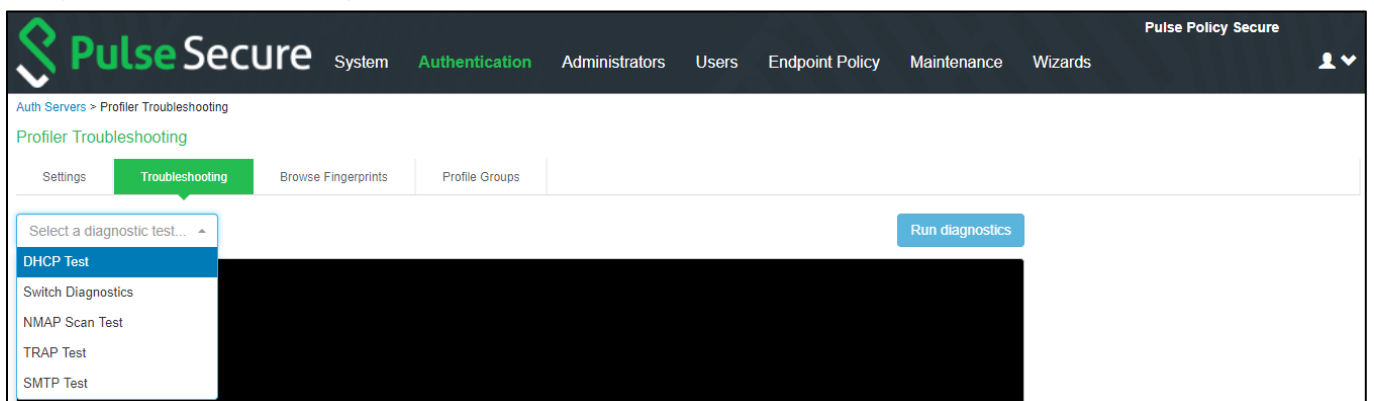 Pulse Policy Secure
Pulse Secure System Authentication Administrators Users Endpoint Policy Maintenance Wizards
Auth Servers > Profiler Troubleshooting
Profiler Troubleshooting
Settings Troubleshooting Browse Fingerprints Profile Groups
Select a diagnostic test... Run diagnostics
DHCP Test
Switch Diagnostics
NMAP Scan Test
TRAP Test
SMTP Test